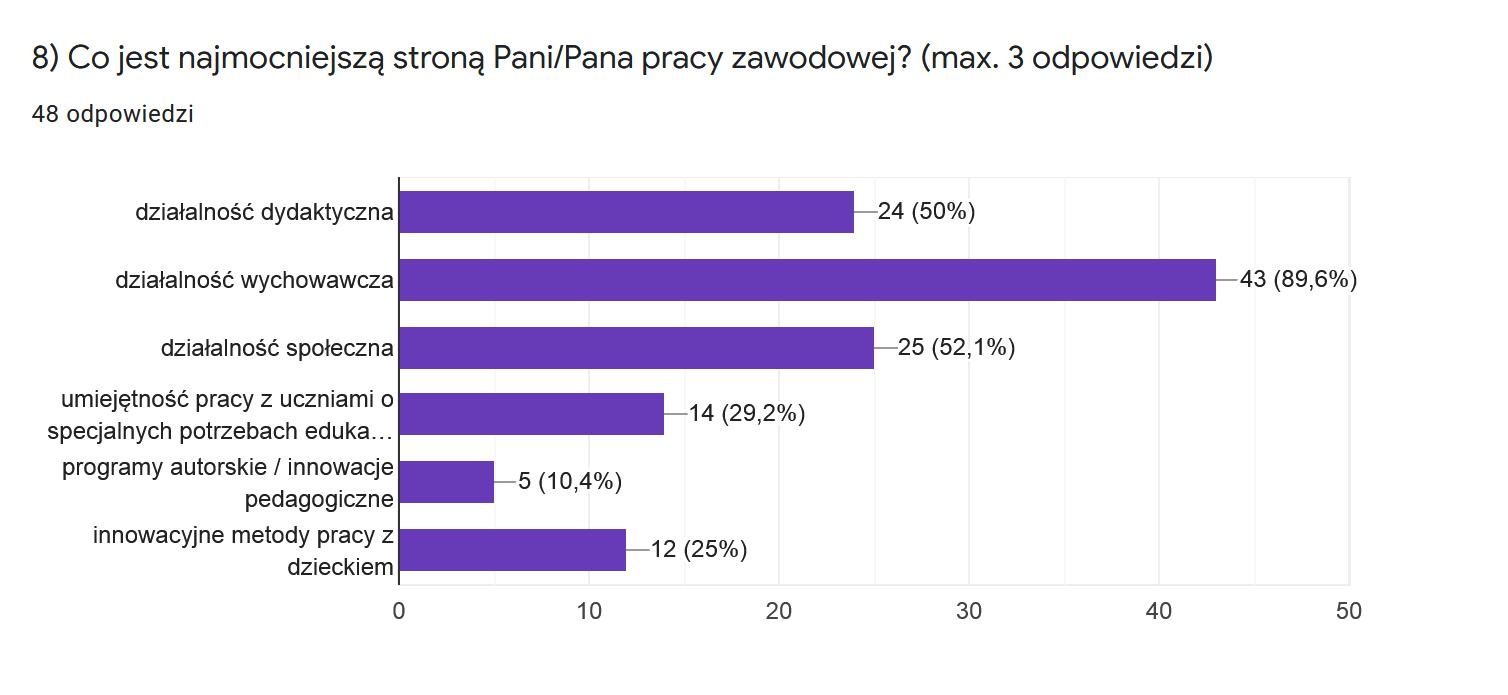 8) Co jest najmocniejszą stroną Pani/Pana pracy zawodowej? (max. 3 odpowiedzi)
48 odpowiedzi
działalność dydaktyczna
24 (50%)
działalność wychowawcza
43 (89,6%)
działalność społeczna
25 (52,1%)
umiejętność pracy z uczniami o
specjalnych potrzebach eduka…
14 (29,2%)
programy autorskie / innowacje
pedagogiczne
5 (10,4%)
innowacyjne metody pracy z
dzieckiem
12 (25%)
0 10 20 30 40 50